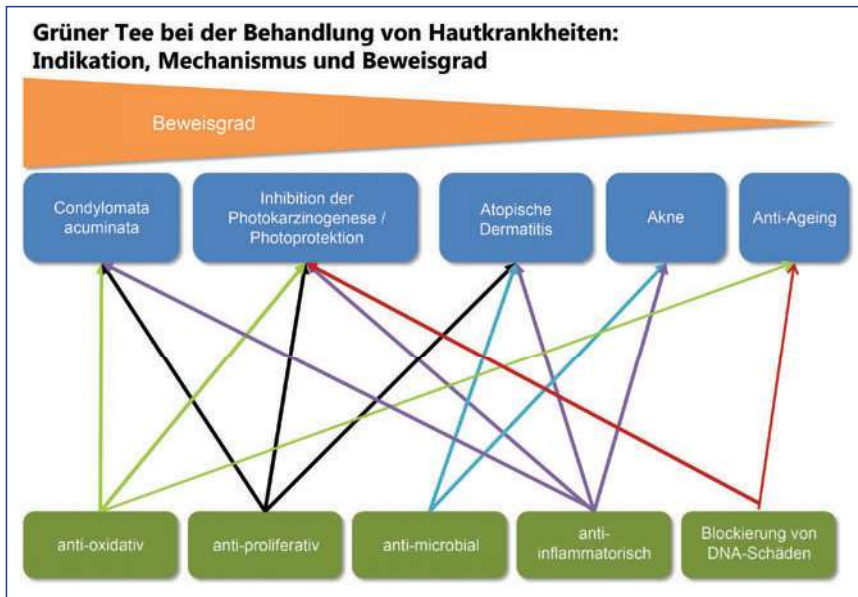 Grüner Tee bei der Behandlung von Hautkrankheiten:
Indikation, Mechanismus und Beweisgrad
Beweisgrad
Condylomata
acuminata
Inhibition der
Photokarzinogenese /
Photoprotektion
Atopische
Dermatitis
Akne
Anti-Ageing
anti-oxidativ
anti-proliferativ
anti-microbial
anti-
inflammatorisch
Blockierung von
DNA-Schäden